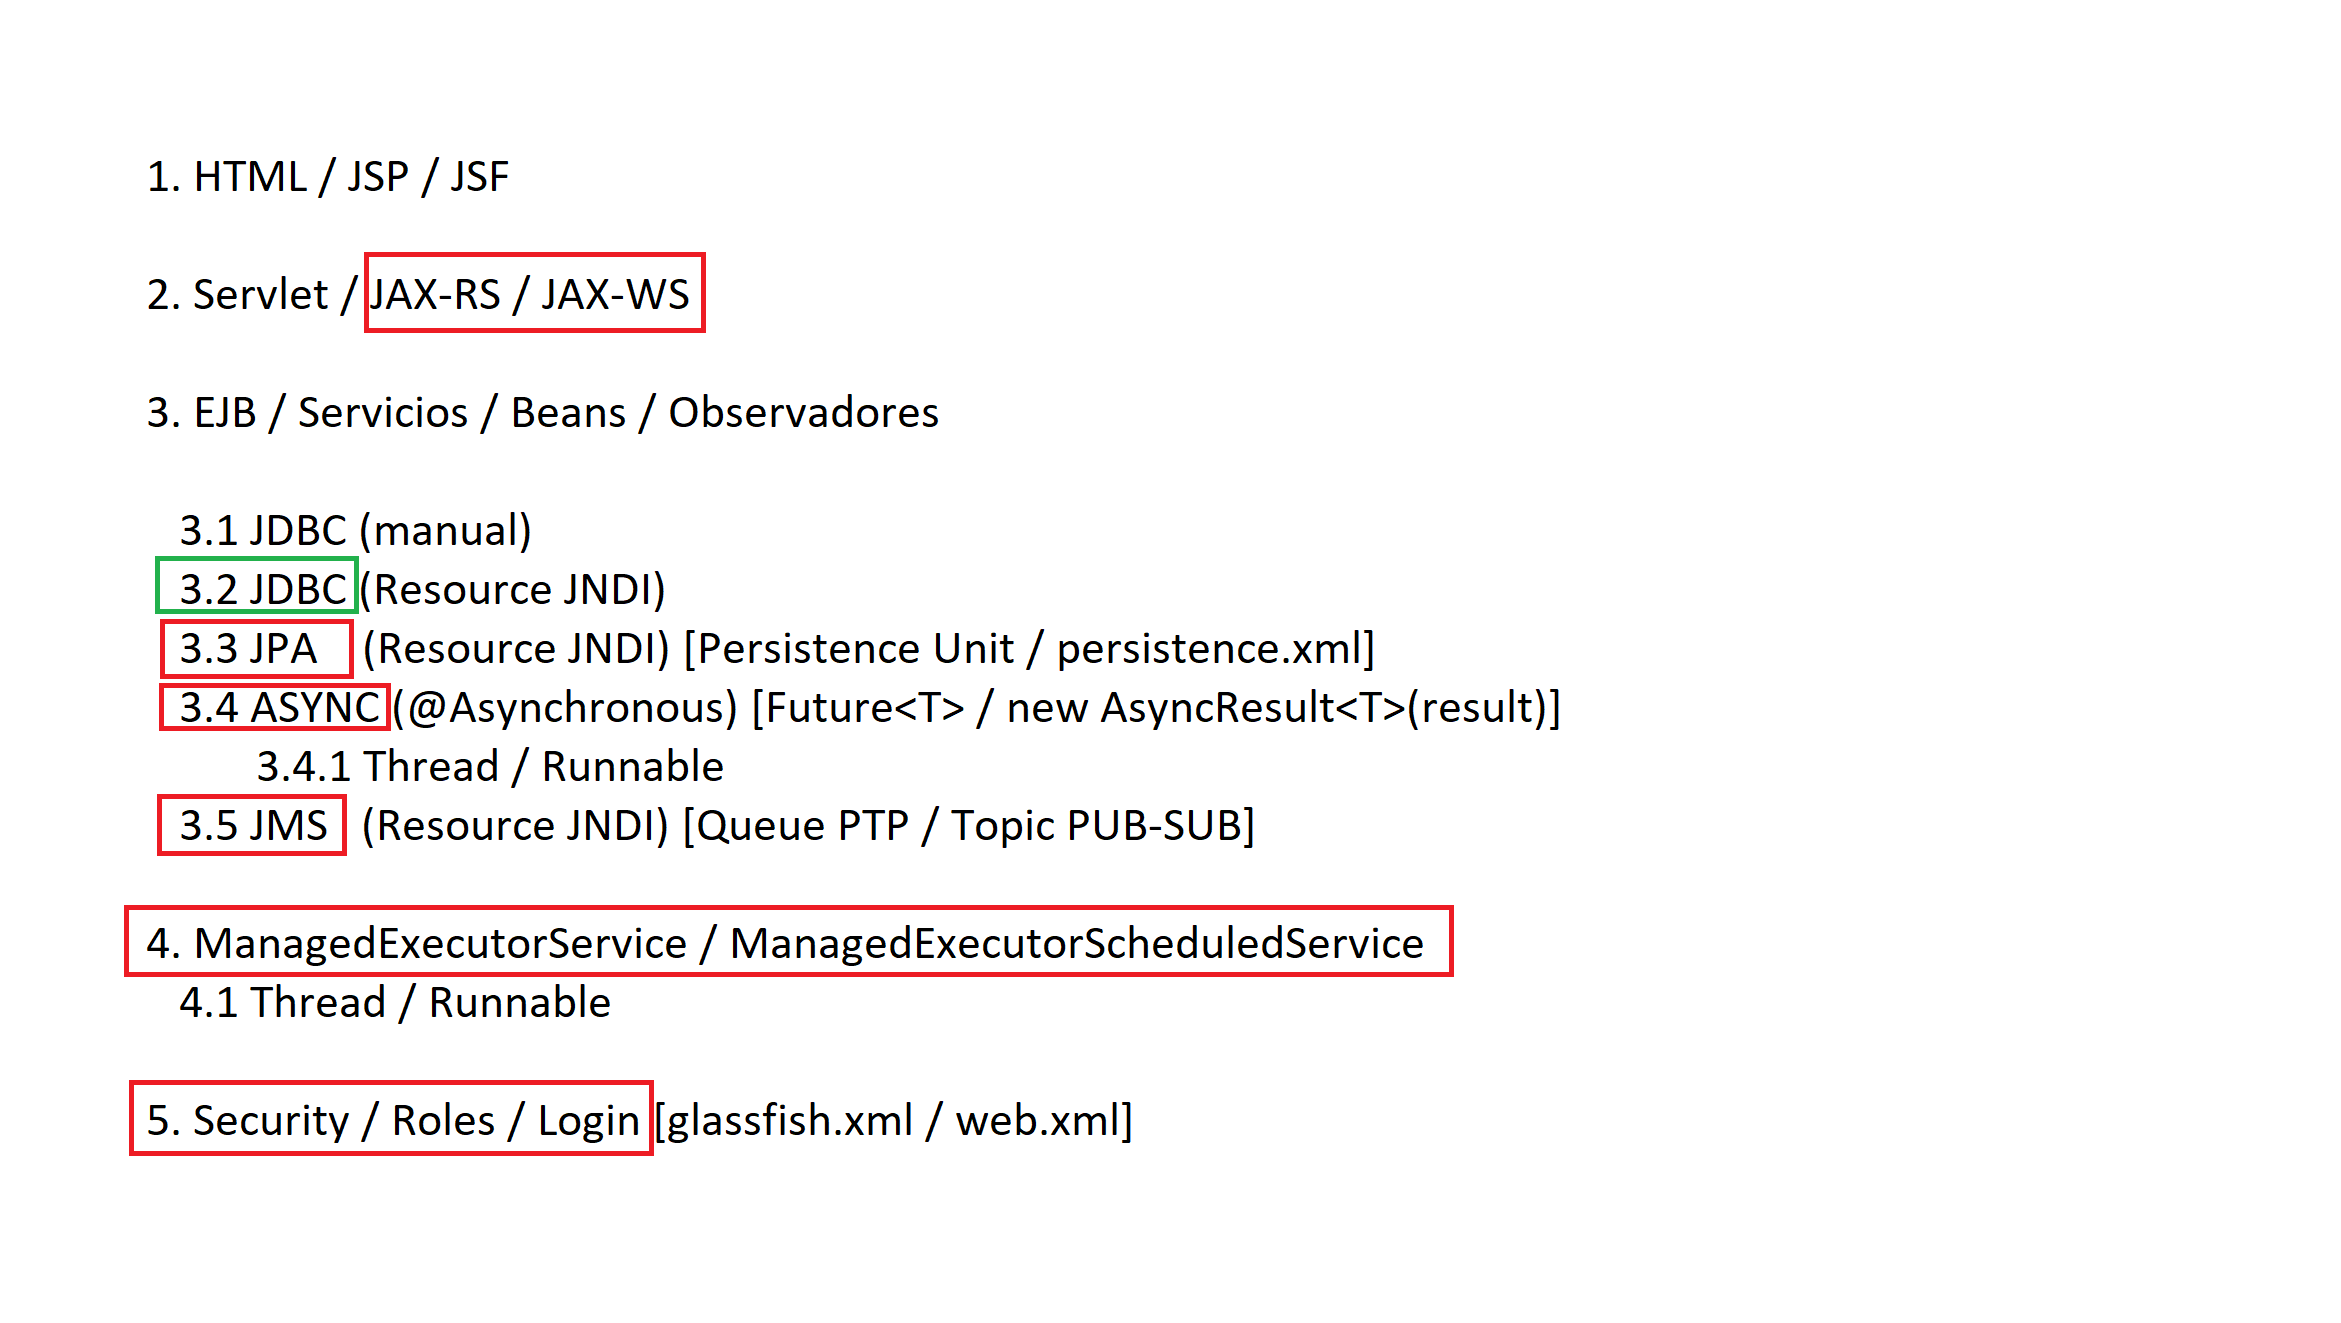 1. HTML / JSP / JSF
2. Servlet / JAX-RS / JAX-WS
3. EJB / Servicios / Beans / Observadores
3.1 JDBC (manual)
3.2 JDBC (Resource JNDI)
3.3 JPA (Resource JNDI) [Persistence Unit / persistence.xml]
3.4 ASYNC (@Asynchronous) [Future<T> / new AsyncResult<T>(result)]
3.4.1 Thread / Runnable
3.5 JMS (Resource JNDI) [Queue PTP / Topic PUB-SUB]
4. ManagedExecutorService / ManagedExecutorScheduledService
4.1 Thread / Runnable
5. Security / Roles / Login [glassfish.xml / web.xml]